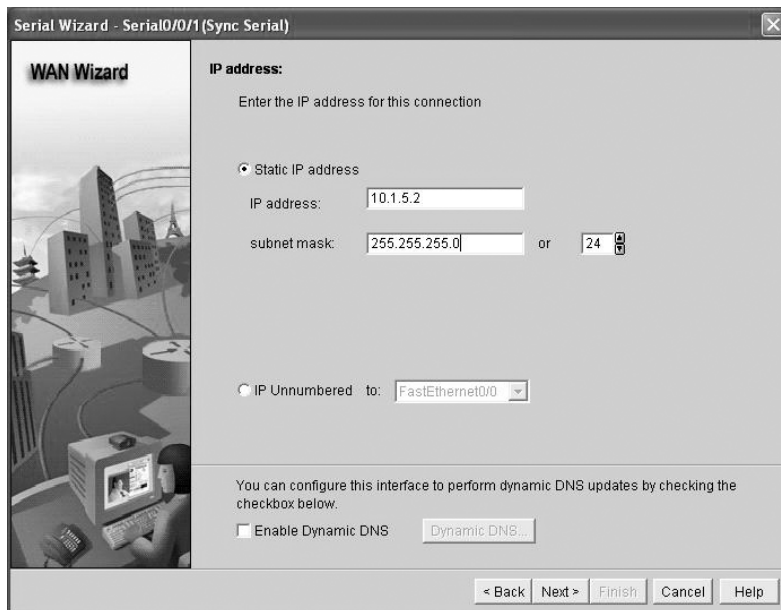 Serial Wizard - Serial0/0/1(Sync Serial)
WAN Wizard
IP address:
Enter the IP address for this connection
Static IP address
IP address: 10.1.5.2
subnet mask: 255.255.255.0 or 24
IP Unnumbered to: FastEthernet0/0
You can configure this interface to perform dynamic DNS updates by checking the
checkbox below.
Enable Dynamic DNS Dynamic DNS...
< Back Next > Finish Cancel Help